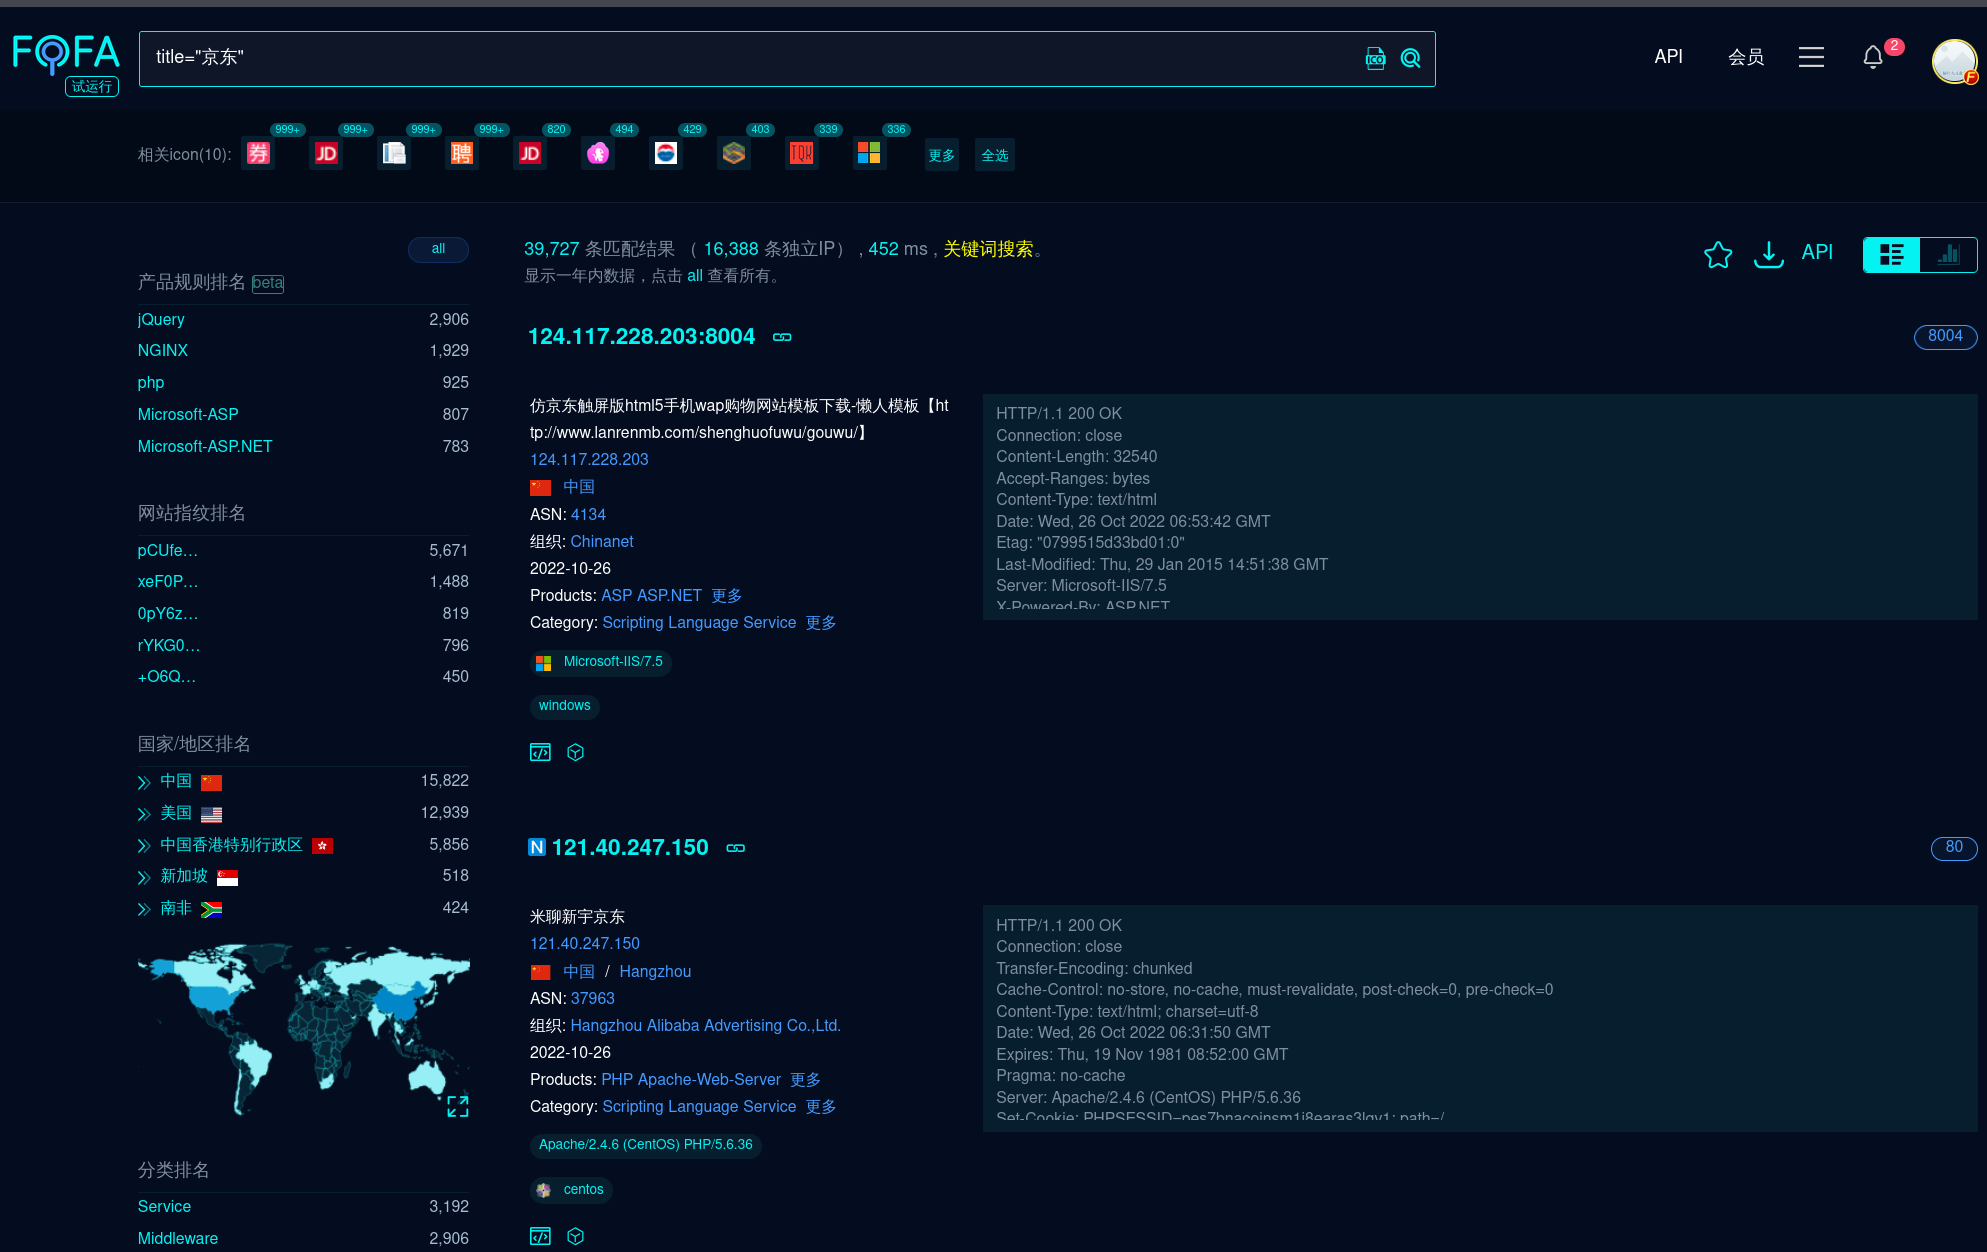 FOFA
试运行
title="京东"
ICO
API
会员
2
F
相关icon(10):
999+
999+
999+
999+
820
494
429
403
339
336
券
JD
聘
JD
TQK
更多
全选
all
产品规则排名 beta
jQuery 2,906
NGINX 1,929
php 925
Microsoft-ASP 807
Microsoft-ASP.NET 783
网站指纹排名
pCUfe... 5,671
xeF0P... 1,488
0pY6z... 819
rYKG0... 796
+O6Q... 450
国家/地区排名
中国 15,822
美国 12,939
中国香港特别行政区 5,856
新加坡 518
南非 424
分类排名
Service 3,192
Middleware 2,906
39,727 条匹配结果 （ 16,388 条独立IP） , 452 ms , 关键词搜索。
显示一年内数据，点击 all 查看所有。
API
124.117.228.203:8004
8004
仿京东触屏版html5手机wap购物网站模板下载-懒人模板【ht
tp://www.lanrenmb.com/shenghuofuwu/gouwu/】
124.117.228.203
中国
ASN: 4134
组织: Chinanet
2022-10-26
Products: ASP ASP.NET 更多
Category: Scripting Language Service 更多
Microsoft-IIS/7.5
windows
HTTP/1.1 200 OK
Connection: close
Content-Length: 32540
Accept-Ranges: bytes
Content-Type: text/html
Date: Wed, 26 Oct 2022 06:53:42 GMT
Etag: "0799515d33bd01:0"
Last-Modified: Thu, 29 Jan 2015 14:51:38 GMT
Server: Microsoft-IIS/7.5
X-Powered-By: ASP.NET
N 121.40.247.150
80
米聊新宇京东
121.40.247.150
中国 / Hangzhou
ASN: 37963
组织: Hangzhou Alibaba Advertising Co.,Ltd.
2022-10-26
Products: PHP Apache-Web-Server 更多
Category: Scripting Language Service 更多
Apache/2.4.6 (CentOS) PHP/5.6.36
centos
HTTP/1.1 200 OK
Connection: close
Transfer-Encoding: chunked
Cache-Control: no-store, no-cache, must-revalidate, post-check=0, pre-check=0
Content-Type: text/html; charset=utf-8
Date: Wed, 26 Oct 2022 06:31:50 GMT
Expires: Thu, 19 Nov 1981 08:52:00 GMT
Pragma: no-cache
Server: Apache/2.4.6 (CentOS) PHP/5.6.36
Set-Cookie: path=/